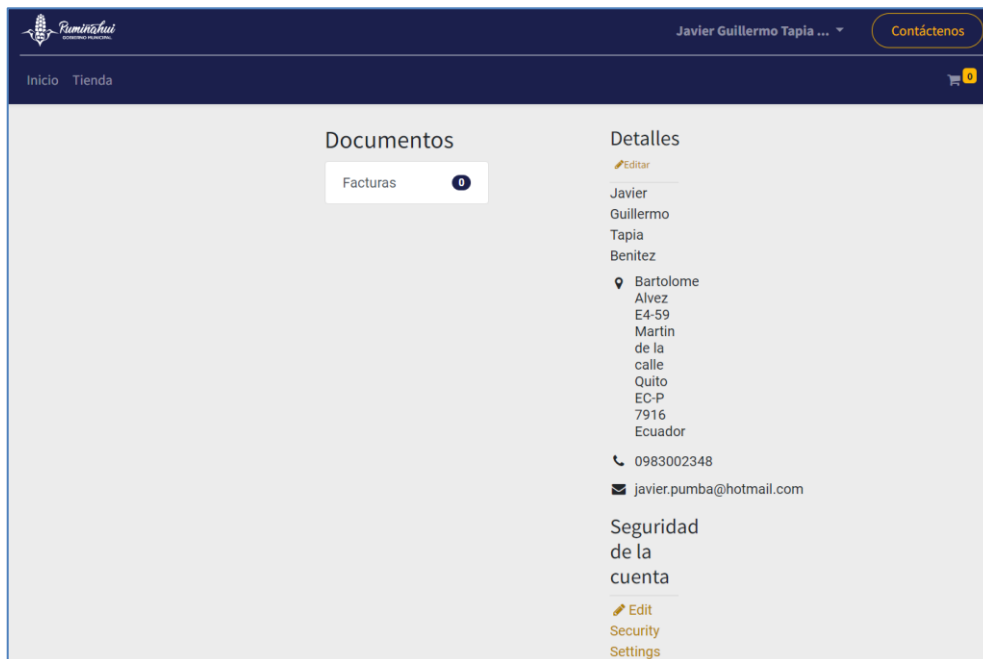 Rumiñahui
GOBIERNO MUNICIPAL
Javier Guillermo Tapia ...
Contáctenos
Inicio Tienda
0
Documentos
Facturas 0
Detalles
Editar
Javier
Guillermo
Tapia
Benitez
Bartolome
Alvez
E4-59
Martin
de la
calle
Quito
EC-P
7916
Ecuador
0983002348
javier.pumba@hotmail.com
Seguridad
de la
cuenta
Edit
Security
Settings